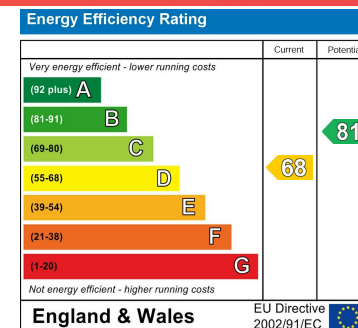 Energy Efficiency Rating
Current Potentia
Very energy efficient - lower running costs
(92 plus) A
(81-91) B
(69-80) C
(55-68) D
(39-54) E
(21-38) F
(1-20) G
68
81
Not energy efficient - higher running costs
England & Wales
EU Directive
2002/91/EC